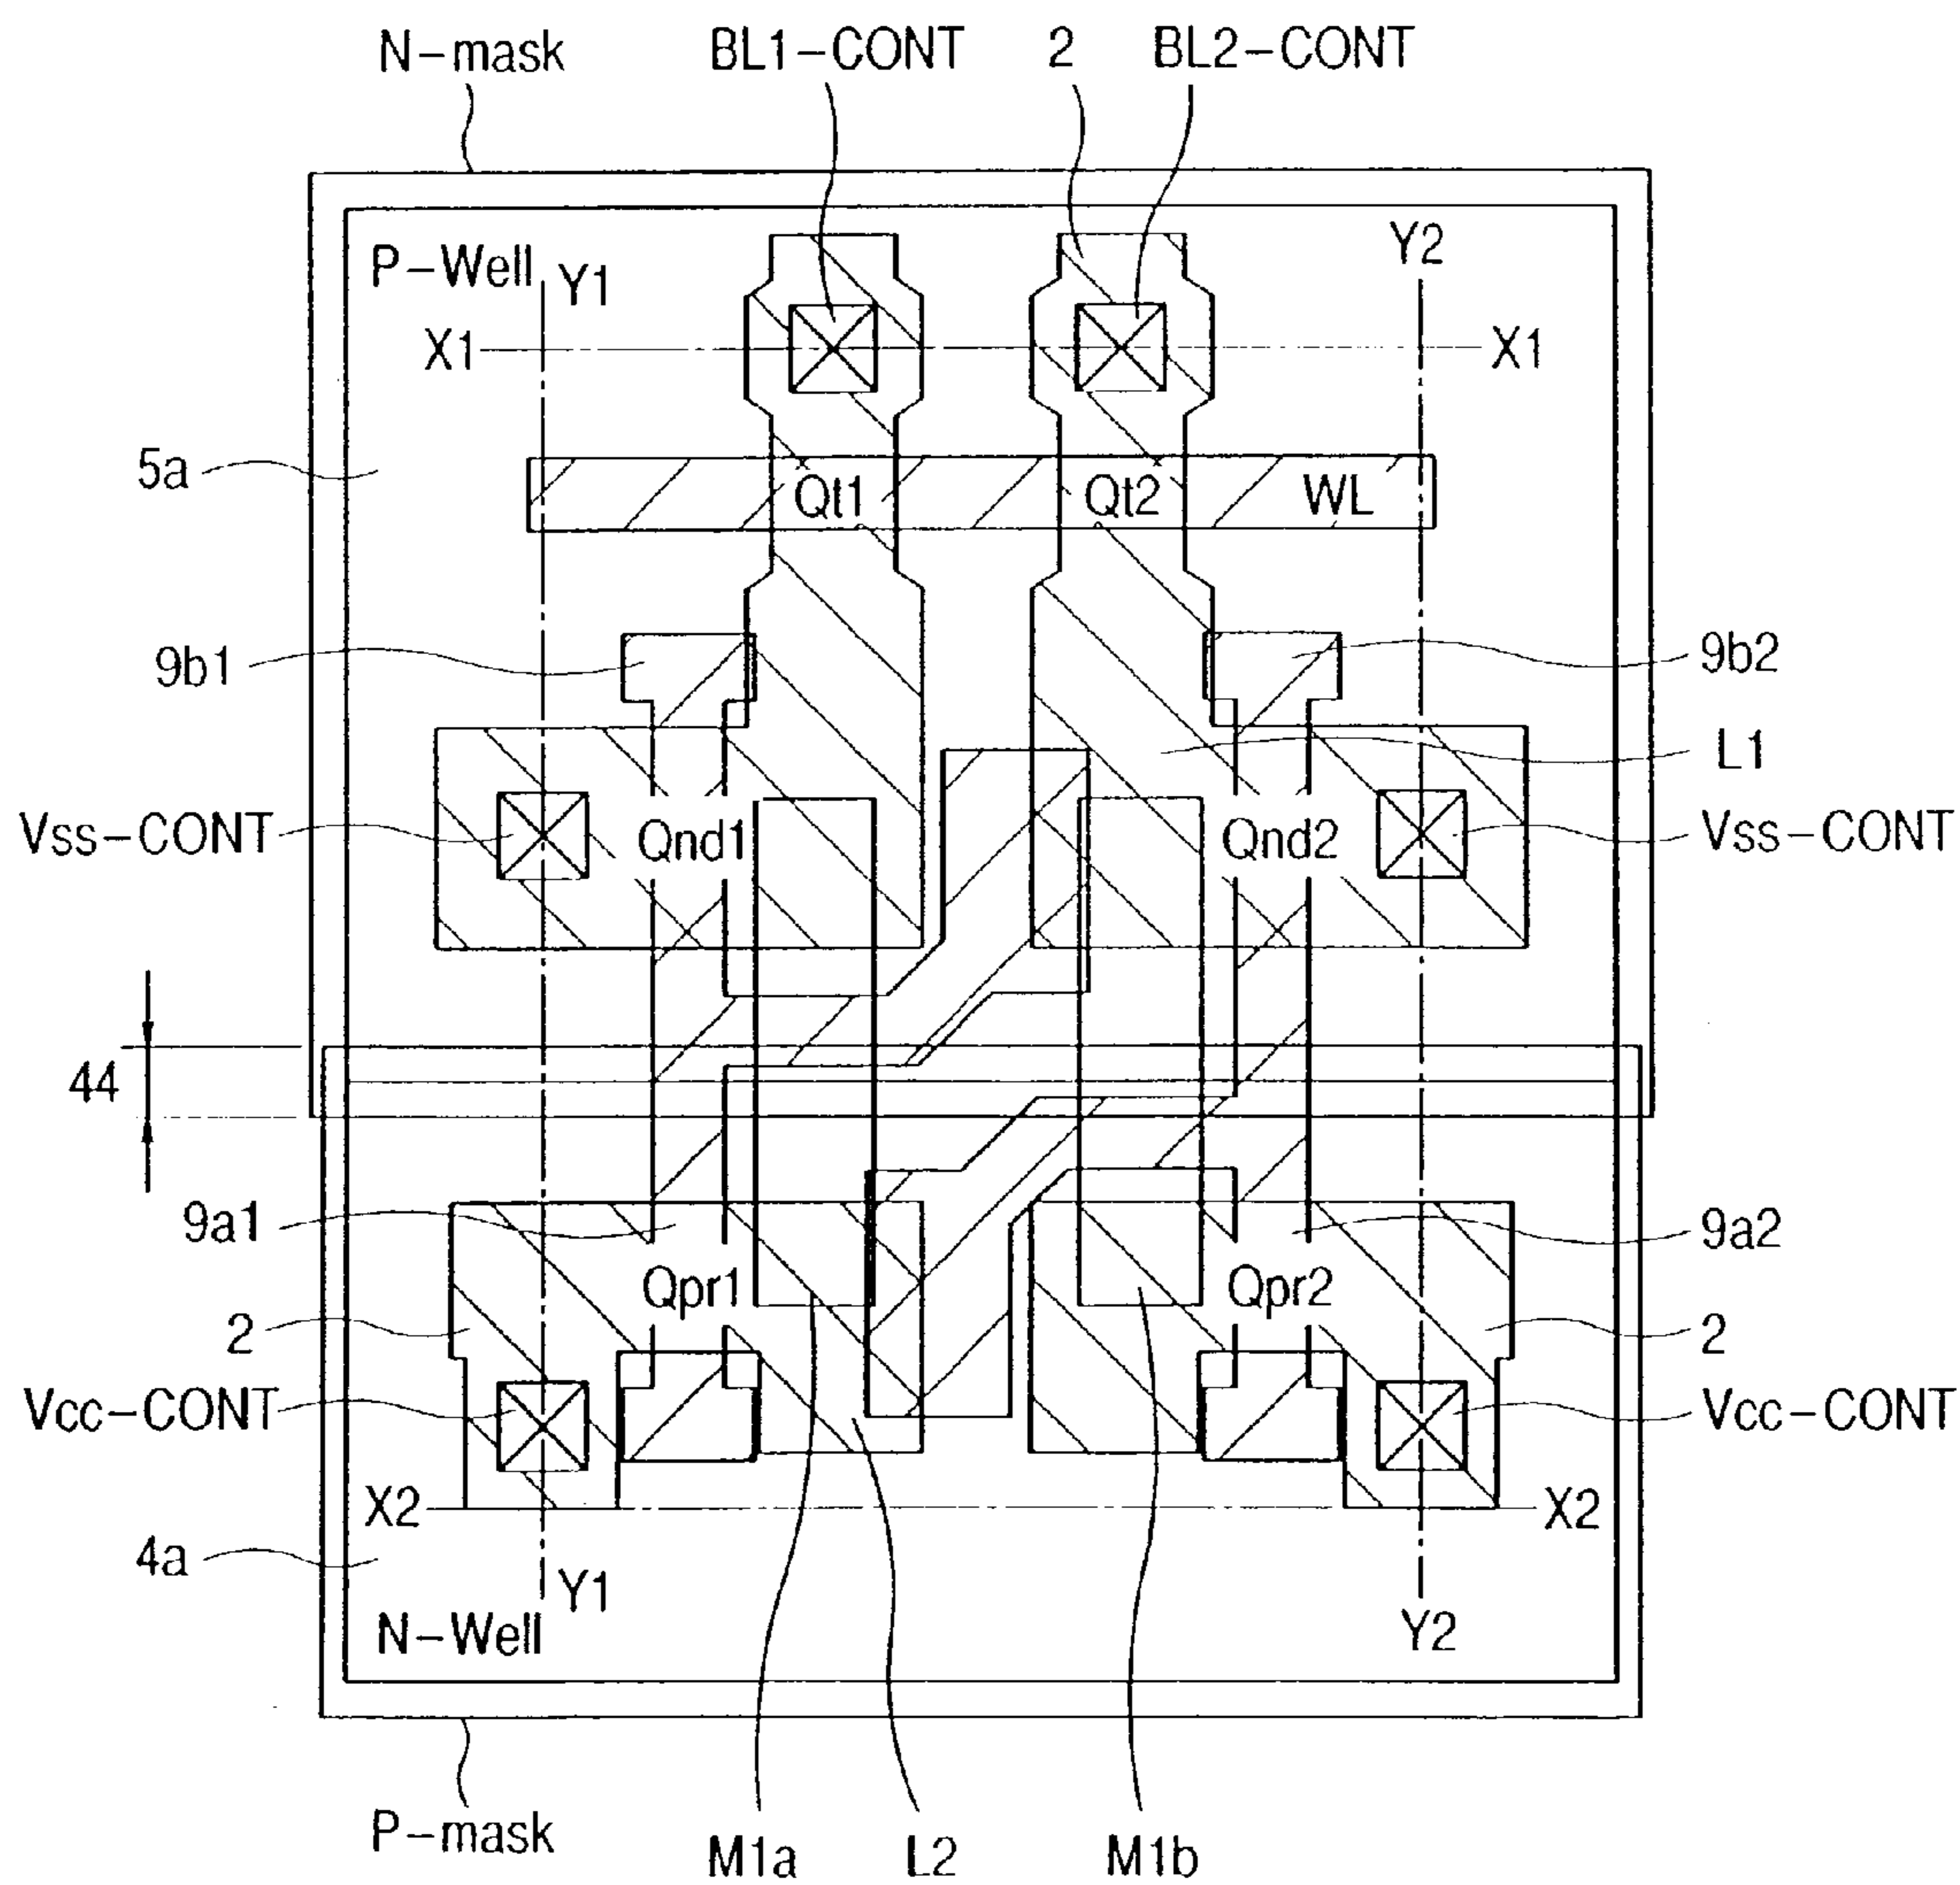 N-mask BL1-CONT 2 BL2-CONT
P-Well Y1 Y2
X1 X1
5a Qt1 Qt2 WL
9b1 9b2
L1
Vss-CONT Qnd1 Qnd2 Vss-CONT
44
9a1 9a2
Qpr1 Qpr2
2 2
Vcc-CONT Vcc-CONT
X2 X2
4a Y1
N-Well Y2
P-mask M1a L2 M1b